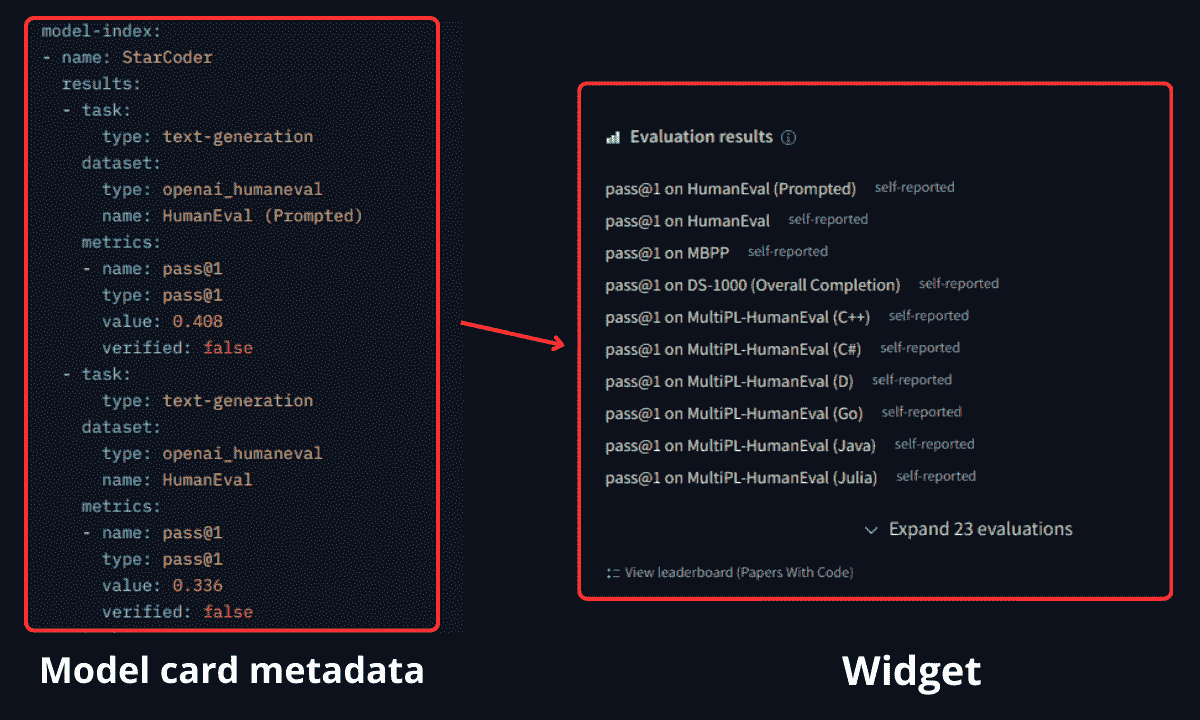 model-index:
- name: StarCoder
results:
- task:
type: text-generation
dataset:
type: openai_humaneval
name: HumanEval (Prompted)
metrics:
- name: pass@1
type: pass@1
value: 0.408
verified: false
- task:
type: text-generation
dataset:
type: openai_humaneval
name: HumanEval
metrics:
- name: pass@1
type: pass@1
value: 0.336
verified: false
Model card metadata
Evaluation results
pass@1 on HumanEval (Prompted) self-reported
pass@1 on HumanEval self-reported
pass@1 on MBPP self-reported
pass@1 on DS-1000 (Overall Completion) self-reported
pass@1 on MultiPL-HumanEval (C++) self-reported
pass@1 on MultiPL-HumanEval (C#) self-reported
pass@1 on MultiPL-HumanEval (D) self-reported
pass@1 on MultiPL-HumanEval (Go) self-reported
pass@1 on MultiPL-HumanEval (Java) self-reported
pass@1 on MultiPL-HumanEval (Julia) self-reported
Expand 23 evaluations
View leaderboard (Papers With Code)
Widget